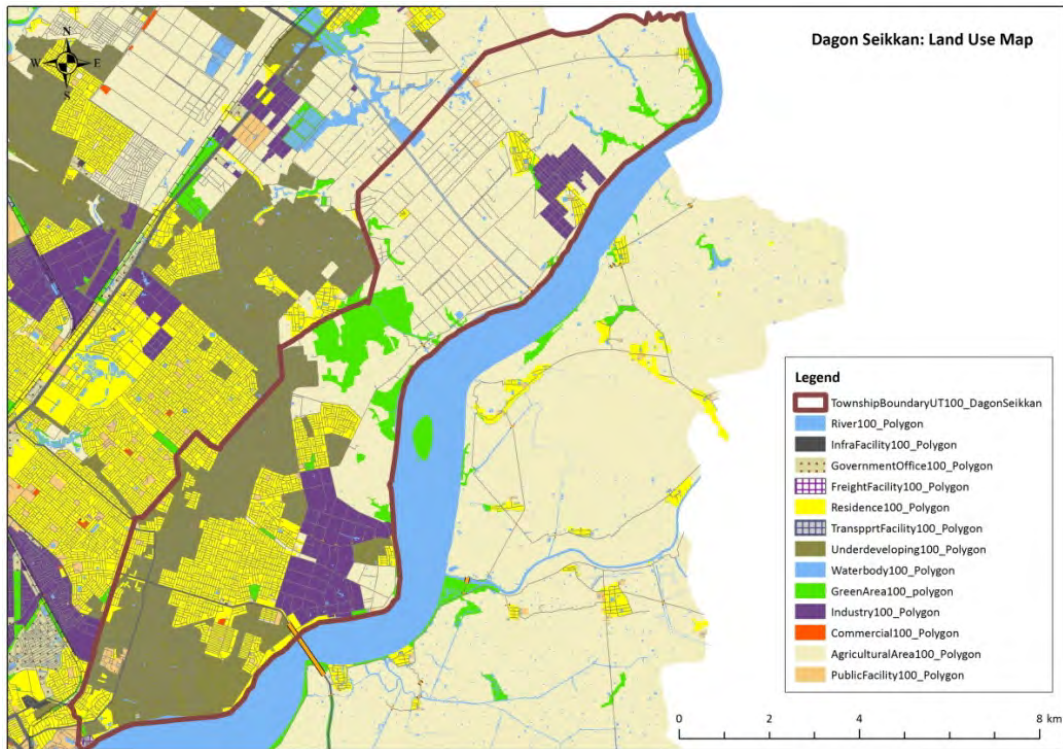 N
W E
S
Dagon Seikkan: Land Use Map
Legend
TownshipBoundaryUT100_DagonSeikkan
River100_Polygon
InfraFacility100_Polygon
GovernmentOffice100_Polygon
FreightFacility100_Polygon
Residence100_Polygon
TranspprtFacility100_Polygon
Underdeveloping100_Polygon
Waterbody100_Polygon
GreenArea100_polygon
Industry100_Polygon
Commercial100_Polygon
AgriculturalArea100_Polygon
PublicFacility100_Polygon
0 2 4 8 km